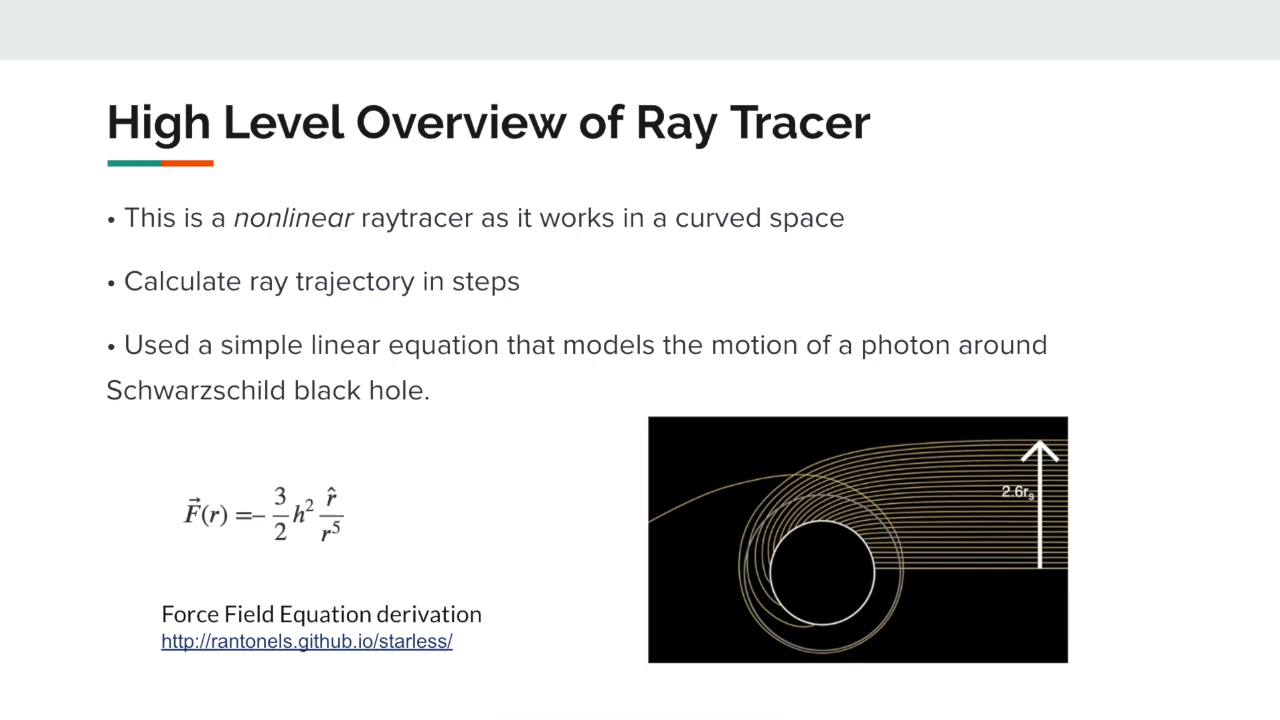 High Level Overview of Ray Tracer
• This is a nonlinear raytracer as it works in a curved space
• Calculate ray trajectory in steps
• Used a simple linear equation that models the motion of a photon around
Schwarzschild black hole.
2.6rₛ
F⃗(r) =– 3/2 h² r̂/r⁵
Force Field Equation derivation
http://rantonels.github.io/starless/